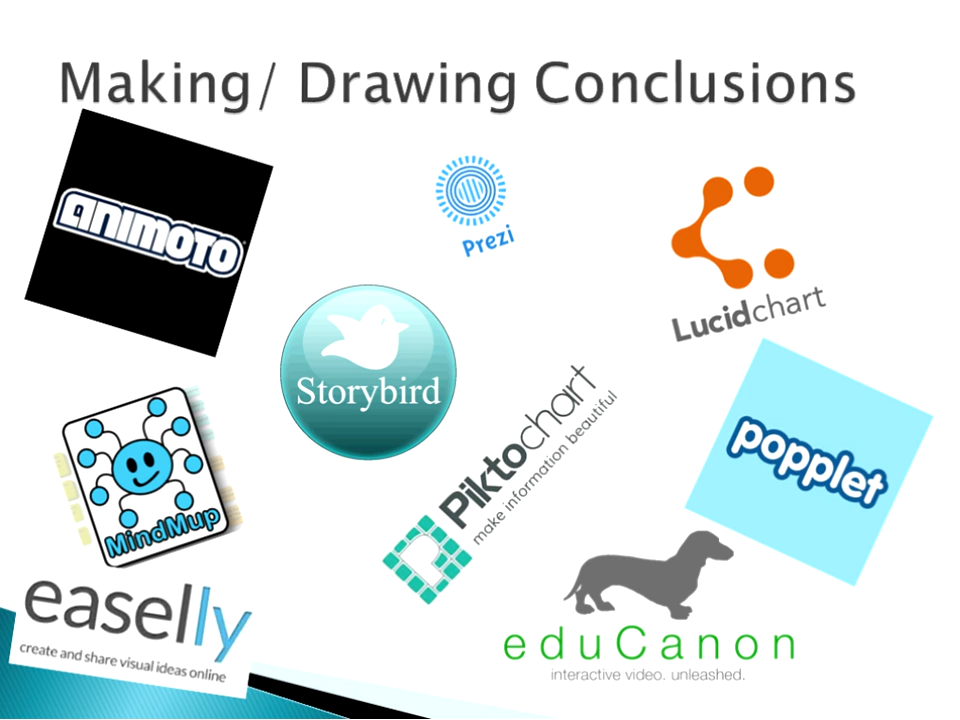 Making/ Drawing Conclusions
ANIMOTO
Prezi
Lucidchart
Storybird
Piktochart
make information beautiful
popplet
MindMup
easelly
create and share visual ideas online
eduCanon
interactive video. unleashed.